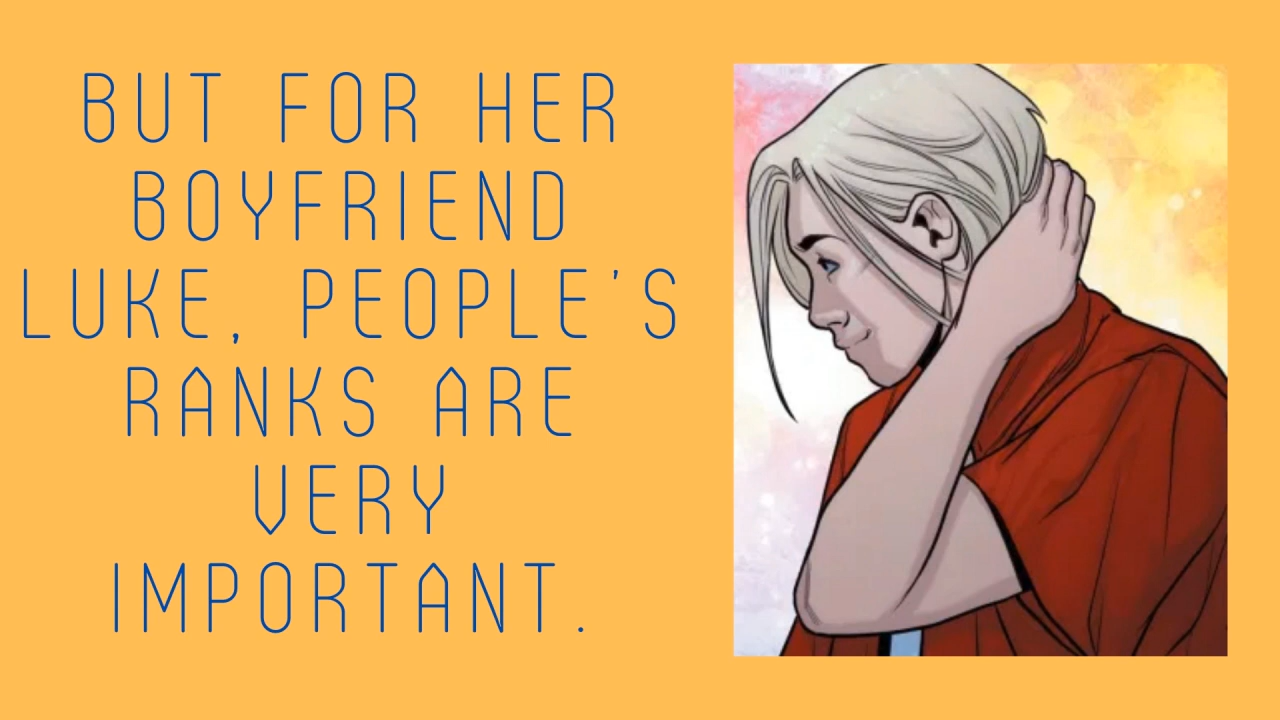 BUT FOR HER
BOYFRIEND
LUKE, PEOPLE'S
RANKS ARE
VERY
IMPORTANT.